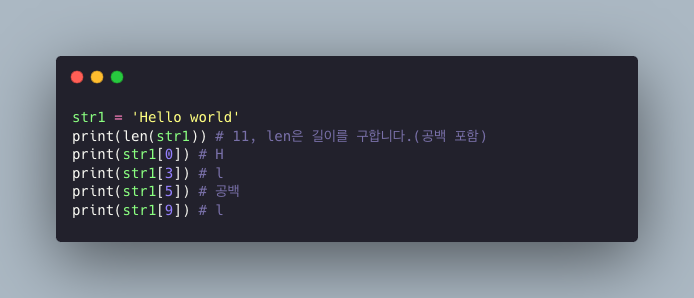 str1 = 'Hello world'
print(len(str1)) # 11, len은 길이를 구합니다.(공백 포함)
print(str1[0]) # H
print(str1[3]) # l
print(str1[5]) # 공백
print(str1[9]) # l